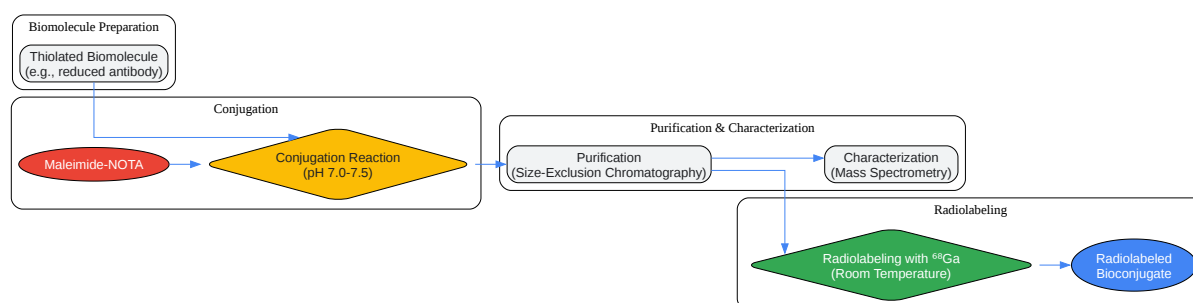 Biomolecule Preparation
Thiolated Biomolecule
(e.g., reduced antibody)
Conjugation
Maleimide-NOTA
Conjugation Reaction
(pH 7.0-7.5)
Purification & Characterization
Purification
(Size-Exclusion Chromatography)
Characterization
(Mass Spectrometry)
Radiolabeling
Radiolabeling with ⁶⁸Ga
(Room Temperature)
Radiolabeled
Bioconjugate